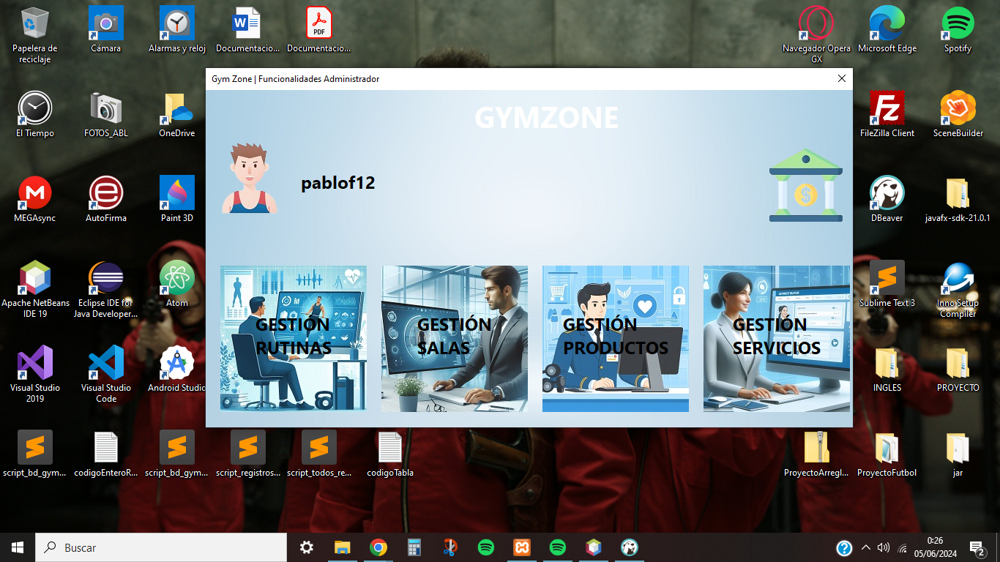 Papelera de
reciclaje
Cámara
Alarmas y reloj
W
Documentacio...
PDF
Documentacio...
Navegador Opera
GX
Microsoft Edge
Spotify
Gym Zone | Funcionalidades Administrador
GYMZONE
pablof12
El Tiempo
FOTOS_ABL
OneDrive
Fz
FileZilla Client
SceneBuilder
M
MEGAsync
e
AutoFirma
Paint 3D
$
DBeaver
javafx-sdk-21.0.1
Apache NetBeans
IDE 19
Eclipse IDE for
Java Developer...
Atom
GESTIÓN
RUTINAS
GESTIÓN
SALAS
GESTIÓN
PRODUCTOS
GESTIÓN
SERVICIOS
Sublime Text 3
Inno Setup
Compiler
Visual Studio
2019
Visual Studio
Code
Android Studio
INGLES
PROYECTO
script_bd_gym...
codigoEnteroR...
script_bd_gym...
script_registros...
script_todos_re...
codigoTabla
ProyectoArregl...
ProyectoFutbol
jar
Buscar
?
0:26
05/06/2024
2